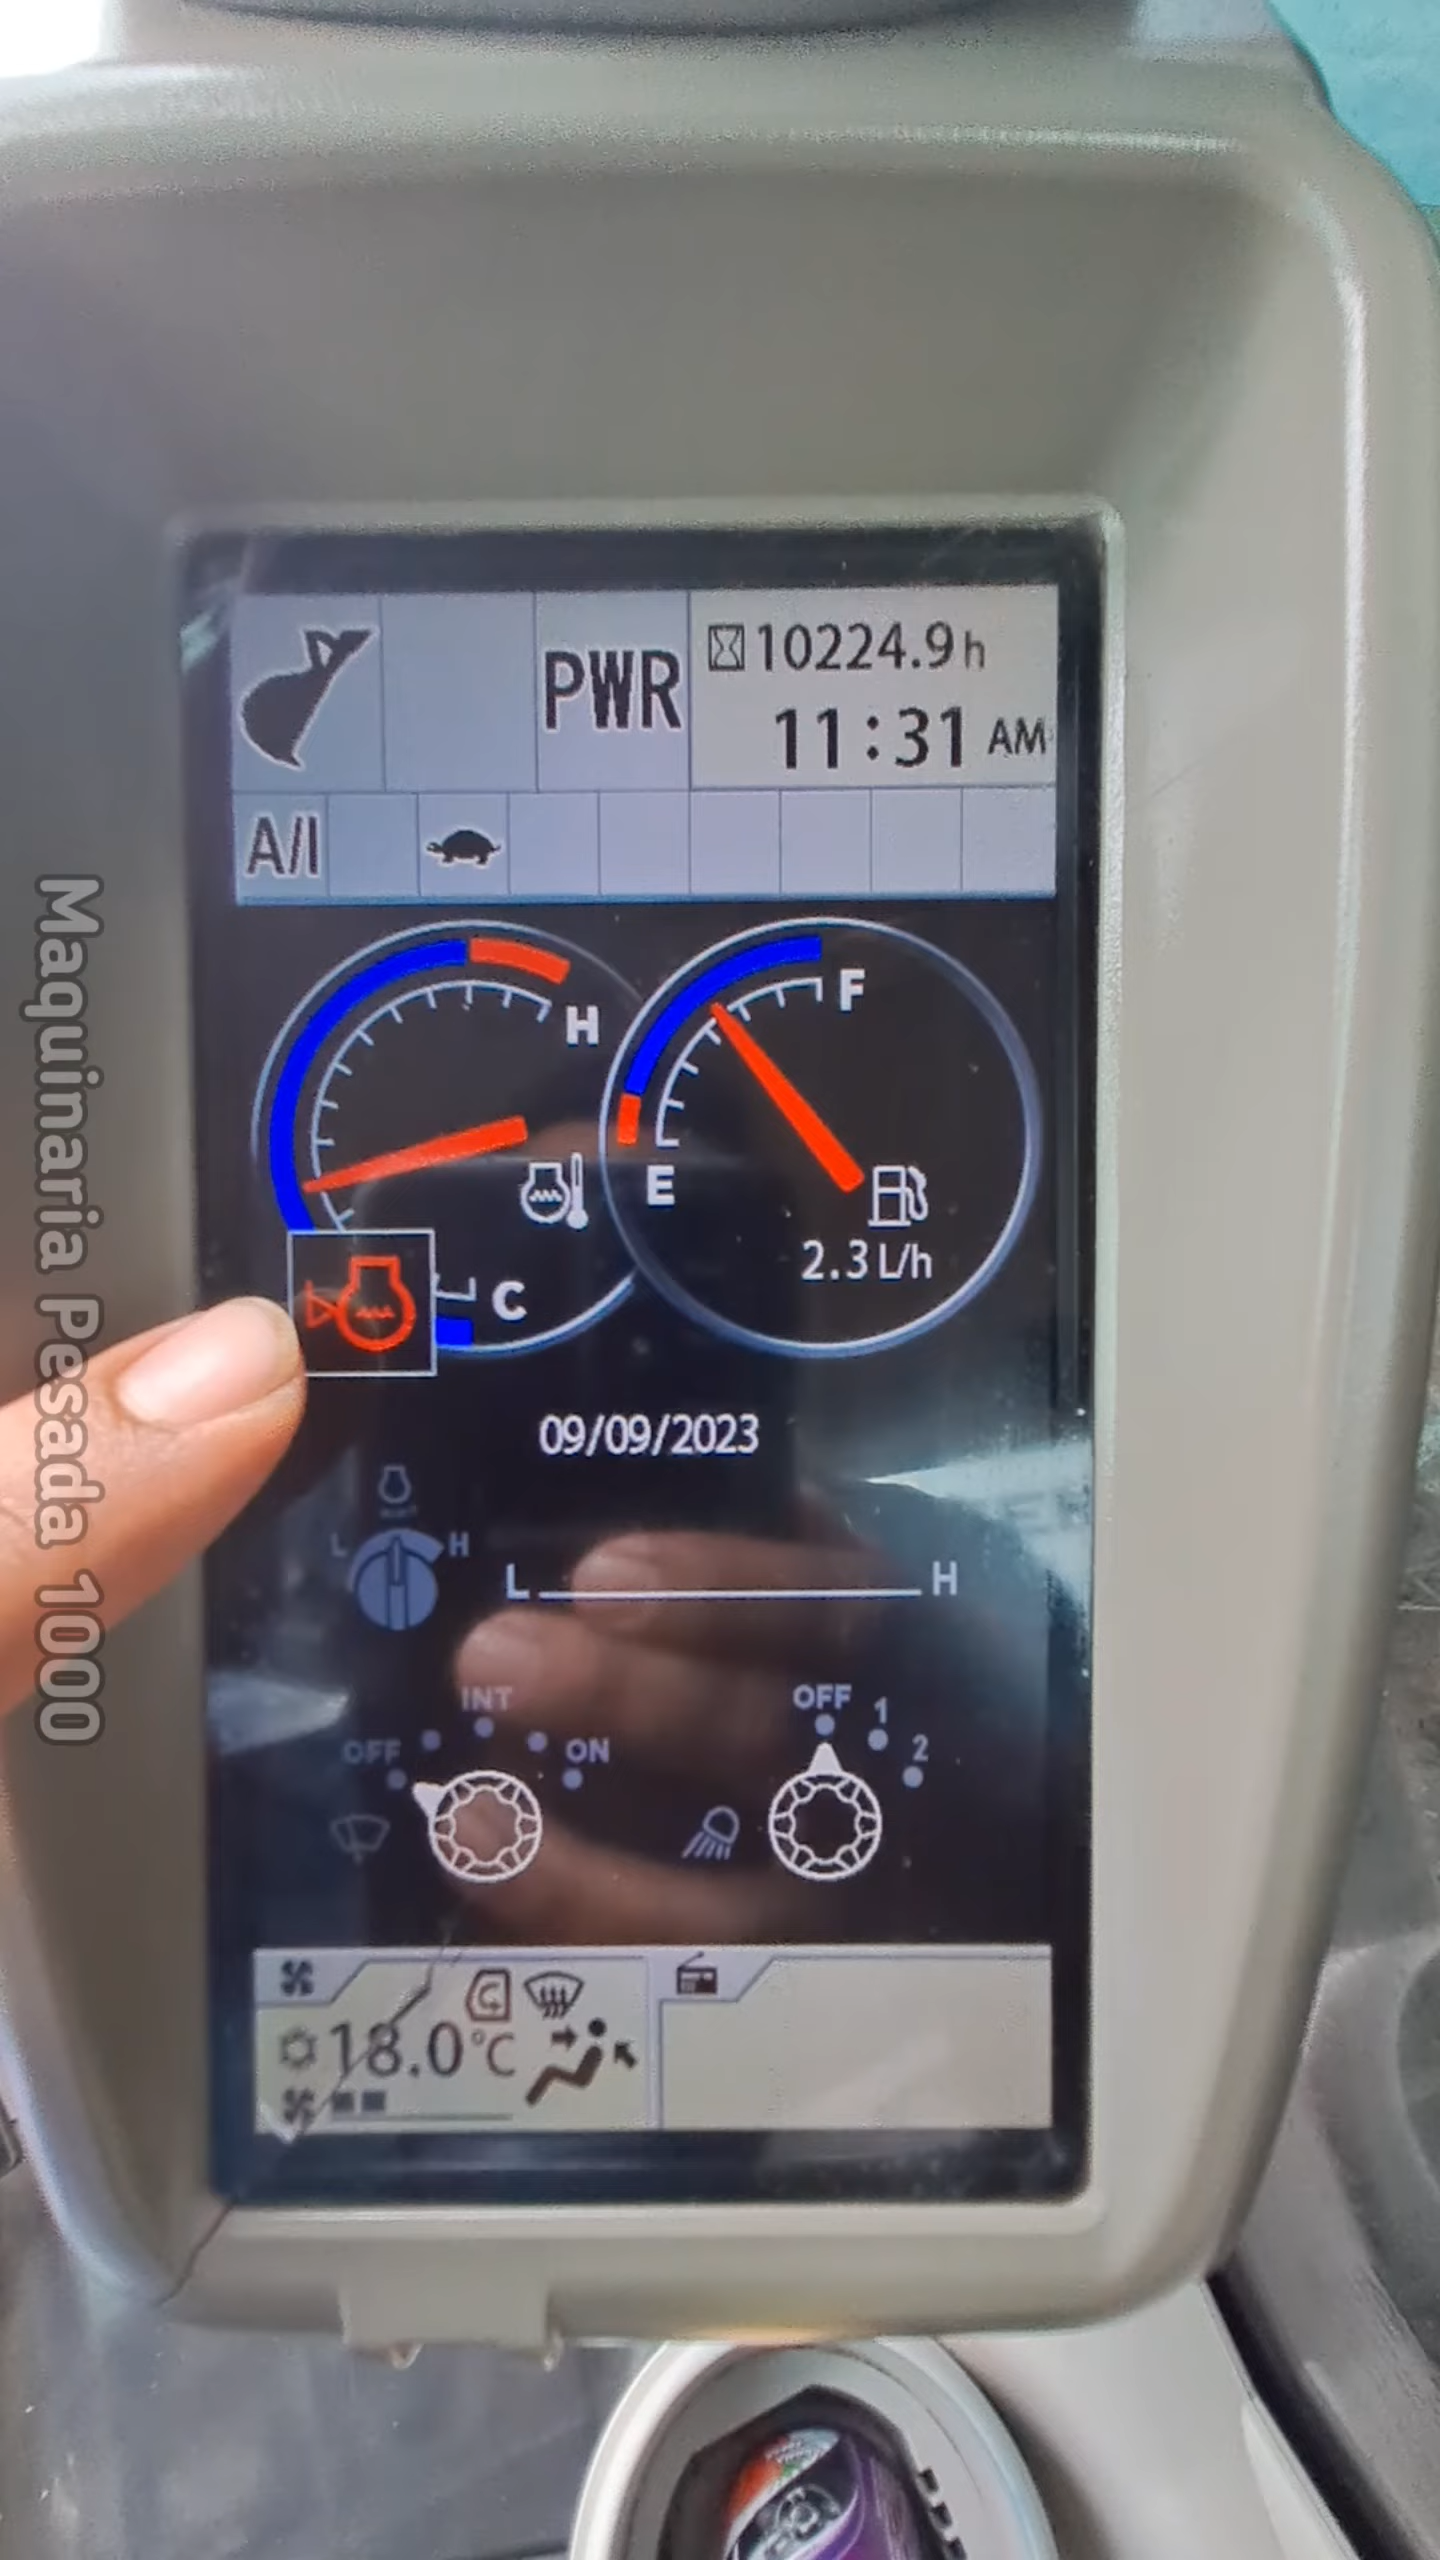 PWR
10224.9h
11:31 AM
A/I
H
F
E
2.3 L/h
C
09/09/2023
L H
L H
INT
OFF ON
OFF 1
2
18.0°C
Maquinaria Pesada 1000